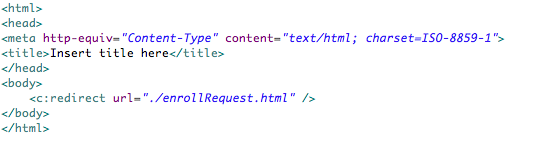 <html>
<head>
<meta http-equiv="Content-Type" content="text/html; charset=ISO-8859-1">
<title>Insert title here</title>
</head>
<body>
    <c:redirect url="./enrollRequest.html" />
</body>
</html>